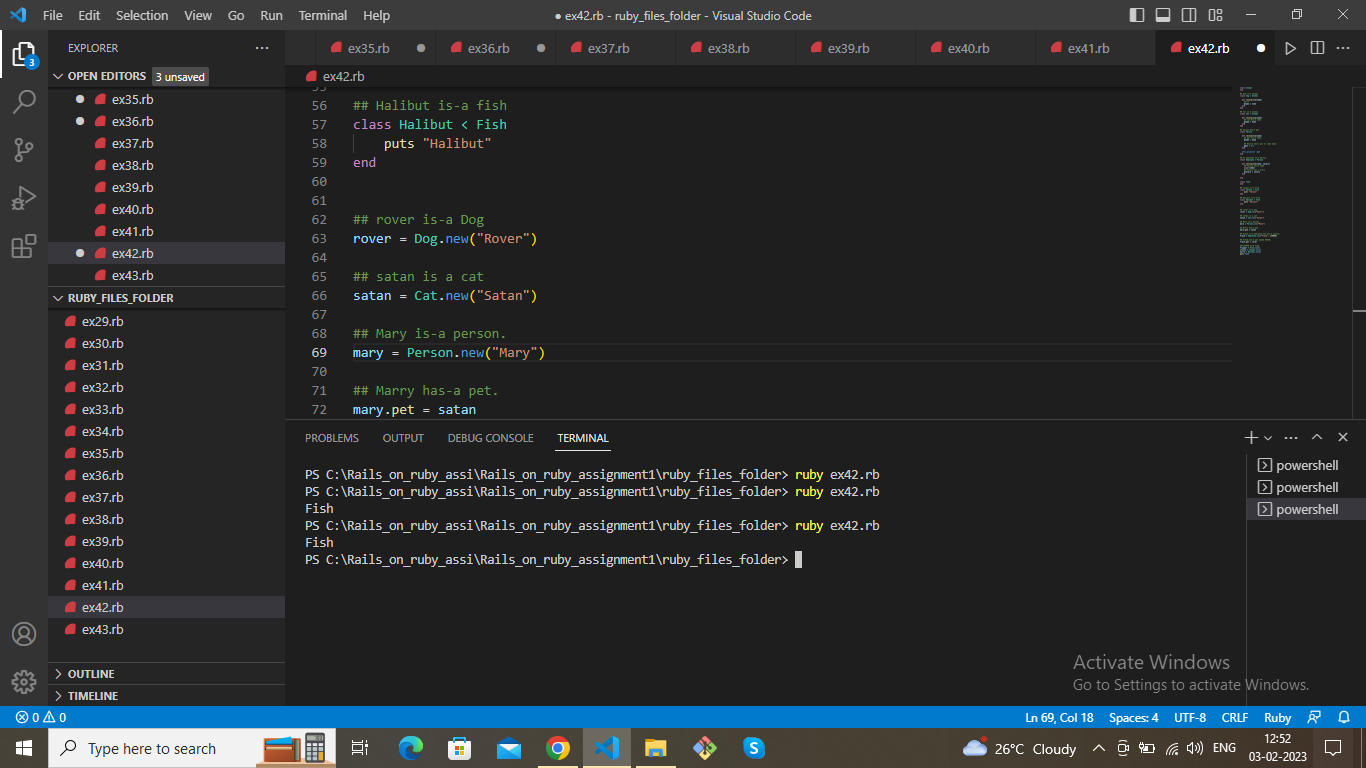 File Edit Selection View Go Run Terminal Help
● ex42.rb - ruby_files_folder - Visual Studio Code
EXPLORER
ex35.rb ex36.rb ex37.rb ex38.rb ex39.rb ex40.rb ex41.rb ex42.rb
3
OPEN EDITORS 3 unsaved
ex35.rb
ex36.rb
ex37.rb
ex38.rb
ex39.rb
ex40.rb
ex41.rb
ex42.rb
ex43.rb
RUBY_FILES_FOLDER
ex29.rb
ex30.rb
ex31.rb
ex32.rb
ex33.rb
ex34.rb
ex35.rb
ex36.rb
ex37.rb
ex38.rb
ex39.rb
ex40.rb
ex41.rb
ex42.rb
ex43.rb
OUTLINE
TIMELINE
ex42.rb
55
56 ## Halibut is-a fish
57 class Halibut < Fish
58 puts "Halibut"
59 end
60
61
62 ## rover is-a Dog
63 rover = Dog.new("Rover")
64
65 ## satan is a cat
66 satan = Cat.new("Satan")
67
68 ## Mary is-a person.
69 mary = Person.new("Mary")
70
71 ## Marry has-a pet.
72 mary.pet = satan
PROBLEMS OUTPUT DEBUG CONSOLE TERMINAL
PS C:\Rails_on_ruby_assi\Rails_on_ruby_assignment1\ruby_files_folder> ruby ex42.rb
PS C:\Rails_on_ruby_assi\Rails_on_ruby_assignment1\ruby_files_folder> ruby ex42.rb
Fish
PS C:\Rails_on_ruby_assi\Rails_on_ruby_assignment1\ruby_files_folder> ruby ex42.rb
Fish
PS C:\Rails_on_ruby_assi\Rails_on_ruby_assignment1\ruby_files_folder>
powershell
powershell
powershell
Activate Windows
Go to Settings to activate Windows.
0 0
Ln 69, Col 18 Spaces: 4 UTF-8 CRLF Ruby
Type here to search
26°C Cloudy
ENG
12:52
03-02-2023